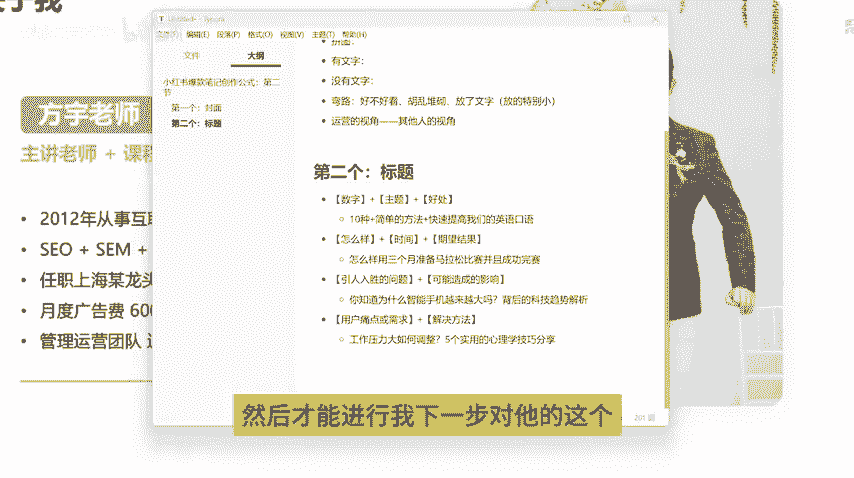 关于我
方宇老师
主讲老师 + 课程
• 2012年从事互联
• SEO + SEM +
• 任职上海某龙头
• 月度广告费 600
• 管理运营团队
文件(F) 编辑(E) 段落(P) 格式(O) 视图(V) 主题(T) 帮助(H)
文件 大纲
小红书爆款笔记创作公式：第二节
第一个：封面
第二个：标题
• 拼图：
• 有文字：
• 没有文字：
• 弯路：好不好看、胡乱堆砌、放了文字（放的特别小）
• 运营的视角——其他人的视角
第二个：标题
• 【数字】+【主题】+【好处】
○ 10种+简单的方法+快速提高我们的英语口语
• 【怎么样】+【时间】+【期望结果】
○ 怎么样用三个月准备马拉松比赛并且成功完赛
• 【引人入胜的问题】+【可能造成的影响】
○ 你知道为什么智能手机越来越大吗？背后的科技趋势解析
• 【用户痛点或需求】+【解决方法】
○ 工作压力大如何调整？5个实用的心理学技巧分享
201 词
然后才能进行我下一步对他的这个